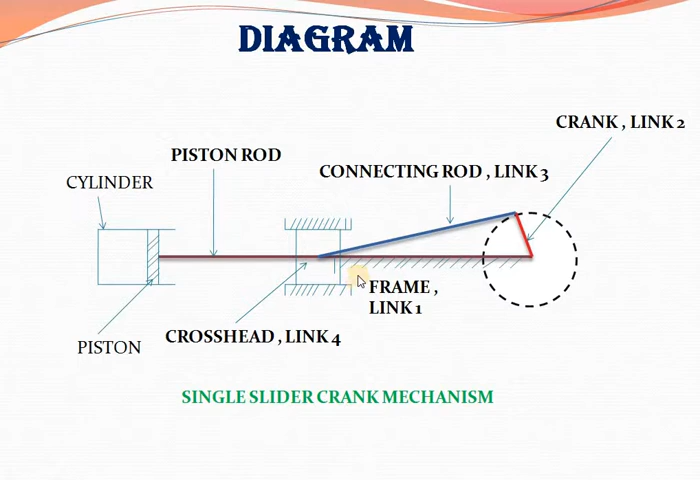 DIAGRAM
CRANK , LINK 2
PISTON ROD
CONNECTING ROD , LINK 3
CYLINDER
FRAME ,
LINK 1
CROSSHEAD , LINK 4
PISTON
SINGLE SLIDER CRANK MECHANISM